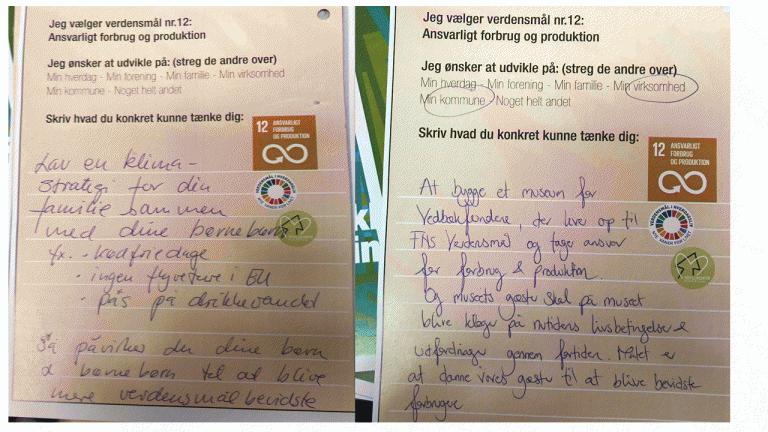 Jeg vælger verdensmål nr.12:
Ansvarligt forbrug og produktion
Jeg ønsker at udvikle på: (streg de andre over)
Min hverdag - Min forening - Min familie - Min virksomhed
Min kommune - Noget helt andet
Skriv hvad du konkret kunne tænke dig:
12 ANSVARLIGT
FORBRUG
OG PRODUKTION
Lav en klima-
strategi for din
familie sammen
med dine børnebørn
fx. - kødfriedage
- ingen flyveture i EU
- pas på drikkevandet
Så påvirker du dine børn
& børnebørn til at blive
mere verdensmålbevidste
Jeg vælger verdensmål nr.12:
Ansvarligt forbrug og produktion
Jeg ønsker at udvikle på: (streg de andre over)
Min hverdag - Min forening - Min familie - Min virksomhed
Min kommune - Noget helt andet
Skriv hvad du konkret kunne tænke dig:
12 ANSVARLIGT
FORBRUG
OG PRODUKTION
At bygge et museum for
Vedbækfundene, der lever op til
FNs Verdensmål og tager ansvar
for forbrug & produktion.
Og museets gæster skal på museet
blive klogere på nutidens livsbetingelser &
udfordringer gennem fortiden. Målet er
at danne vores gæster til at blive bevidste
forbrugere